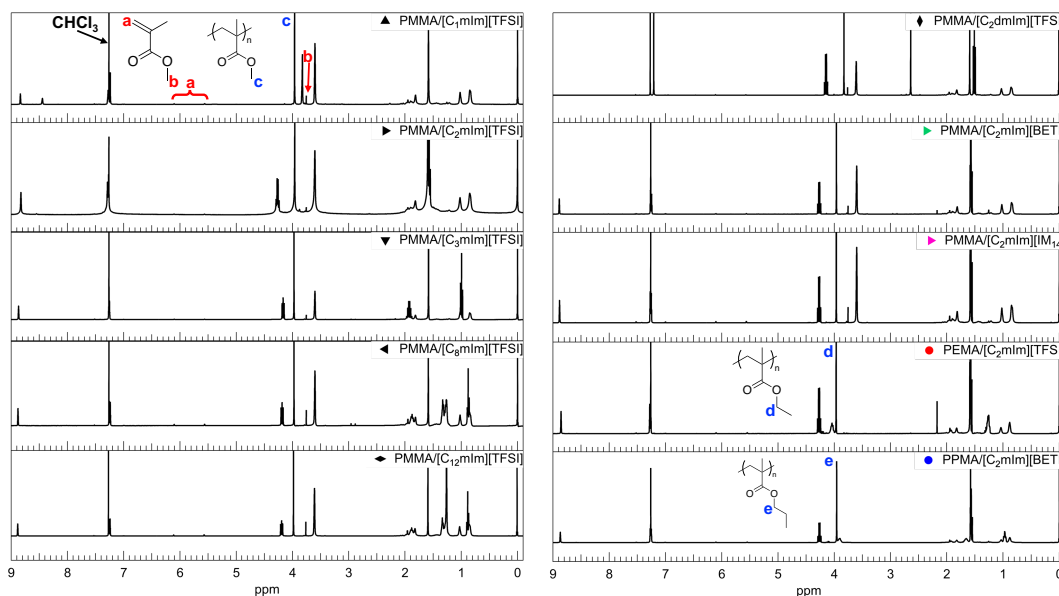 CHCl₃
a
O
O
b
a
n
O
O
c
c
b
▲ PMMA/[C₁mIm][TFSI]
► PMMA/[C₂mIm][TFSI]
▼ PMMA/[C₃mIm][TFSI]
◄ PMMA/[C₈mIm][TFSI]
PMMA/[C₁₂mIm][TFSI]
9 8 7 6 5 4 3 2 1 0
ppm
♦ PMMA/[C₂dmIm][TFS
► PMMA/[C₂mIm][BET
► PMMA/[C₂mIm][IM₁₄
● PEMA/[C₂mIm][TFS
n
O
O
d
d
● PPMA/[C₂mIm][BET
n
O
O
e
e
9 8 7 6 5 4 3 2 1 0
ppm